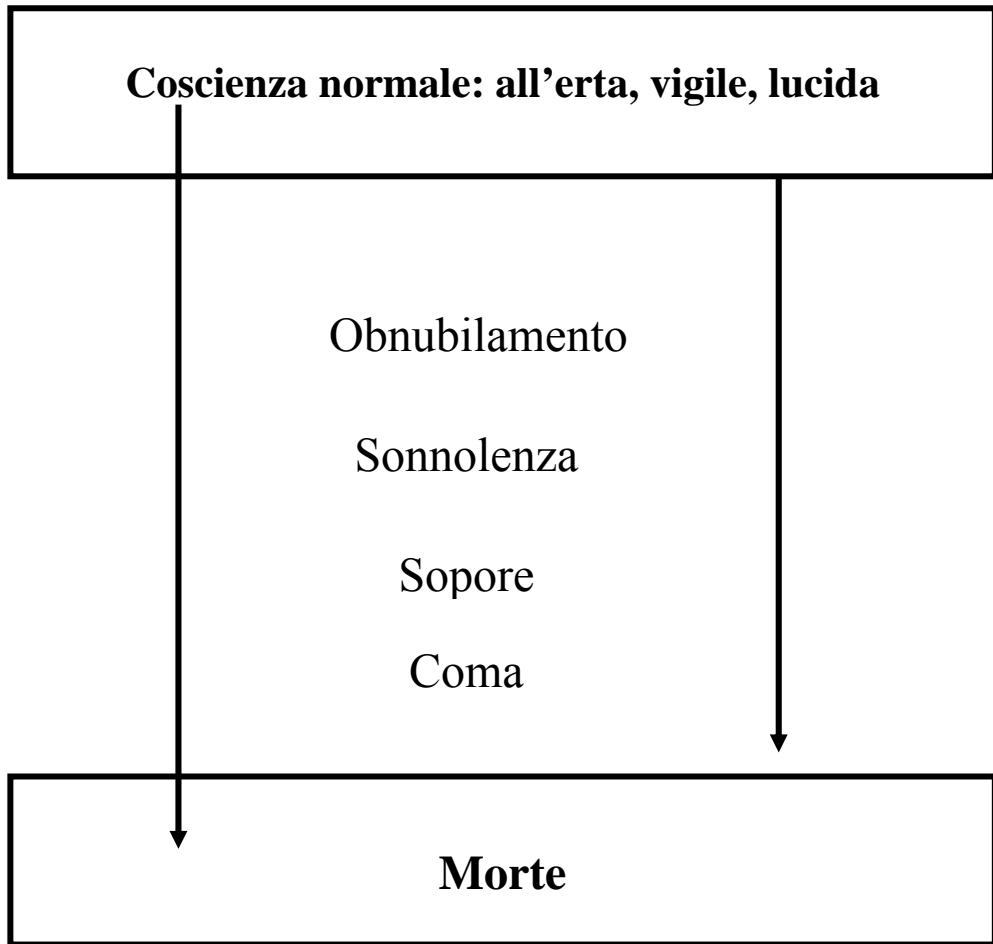 Coscienza normale: all’erta, vigile, lucida
Obnubilamento
Sonnolenza
Sopore
Coma
Morte